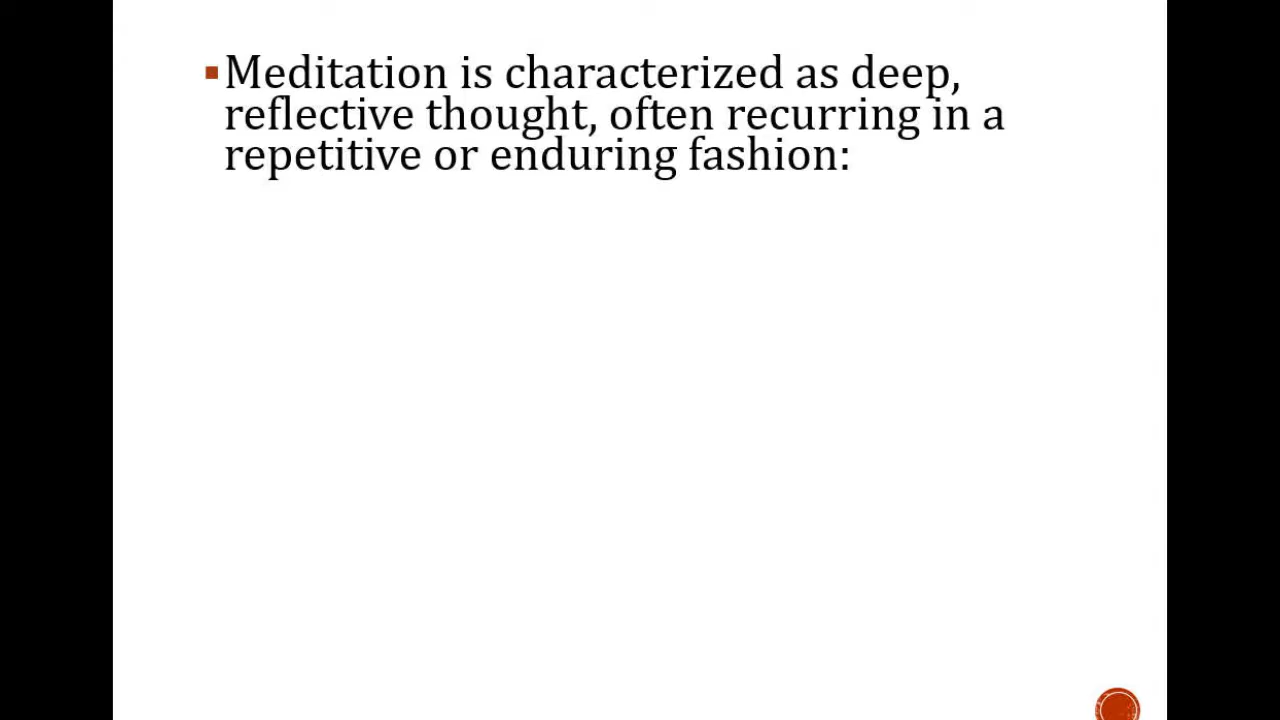 Meditation is characterized as deep,
reflective thought, often recurring in a
repetitive or enduring fashion: